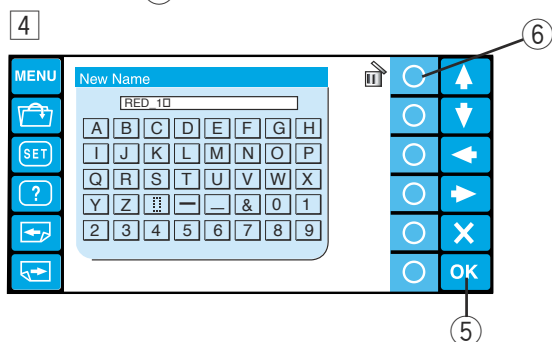 4
⑥
MENU
New Name
RED_1
A B C D E F G H
SET
I J K L M N O P
?
Q R S T U V W X
Y Z — _ & 0 1
2 3 4 5 6 7 8 9
OK
⑤